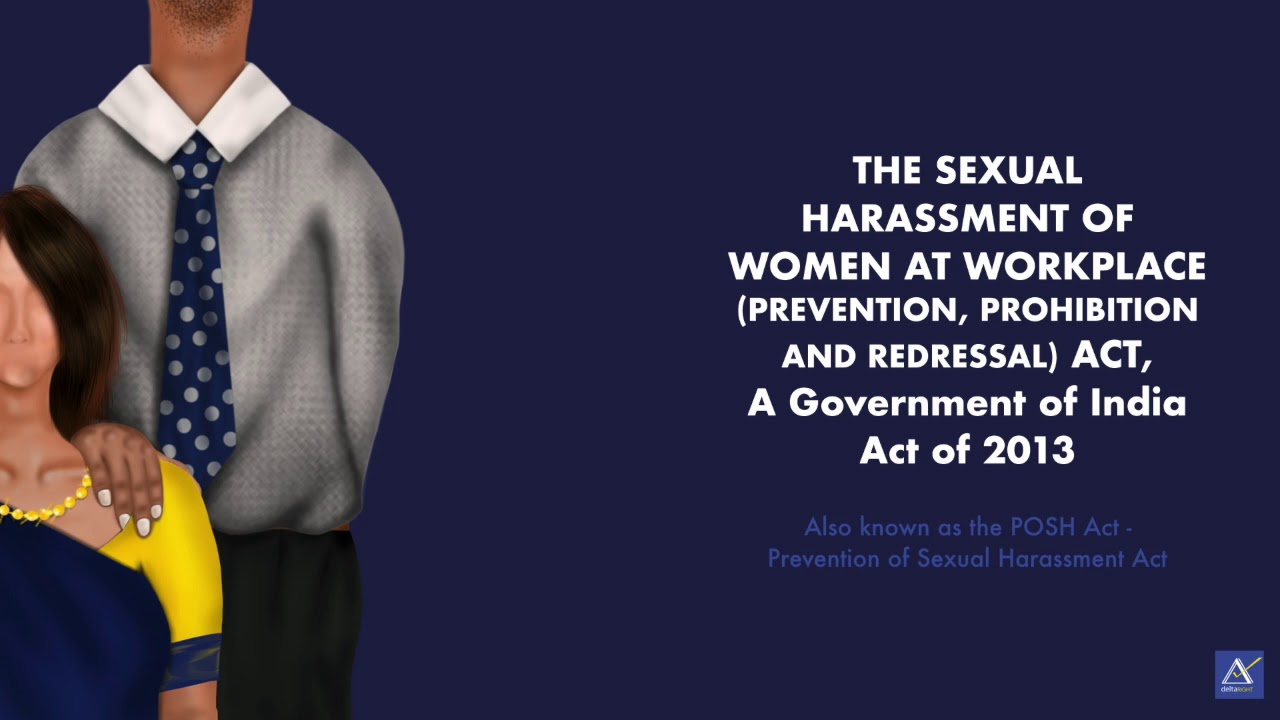 THE SEXUAL
HARASSMENT OF
WOMEN AT WORKPLACE
(PREVENTION, PROHIBITION
AND REDRESSAL) ACT,
A Government of India
Act of 2013
Also known as the POSH Act -
Prevention of Sexual Harassment Act
deltaRIGHT